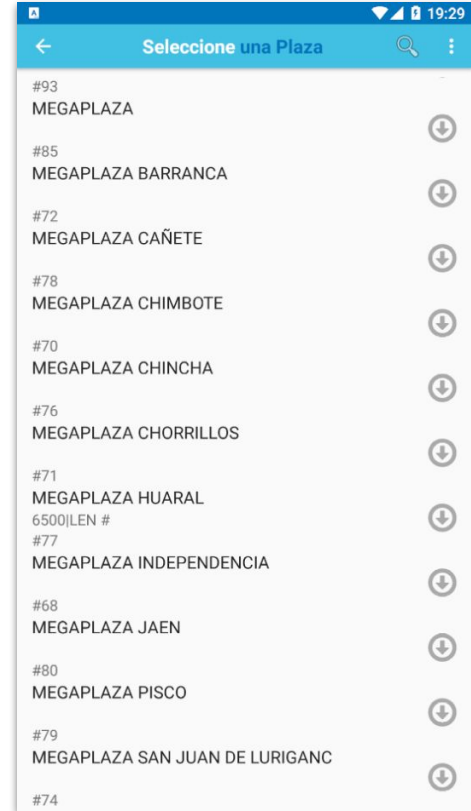 19:29
Seleccione una Plaza
#93
MEGAPLAZA
#85
MEGAPLAZA BARRANCA
#72
MEGAPLAZA CAÑETE
#78
MEGAPLAZA CHIMBOTE
#70
MEGAPLAZA CHINCHA
#76
MEGAPLAZA CHORRILLOS
#71
MEGAPLAZA HUARAL
6500|LEN #
#77
MEGAPLAZA INDEPENDENCIA
#68
MEGAPLAZA JAEN
#80
MEGAPLAZA PISCO
#79
MEGAPLAZA SAN JUAN DE LURIGANC
#74